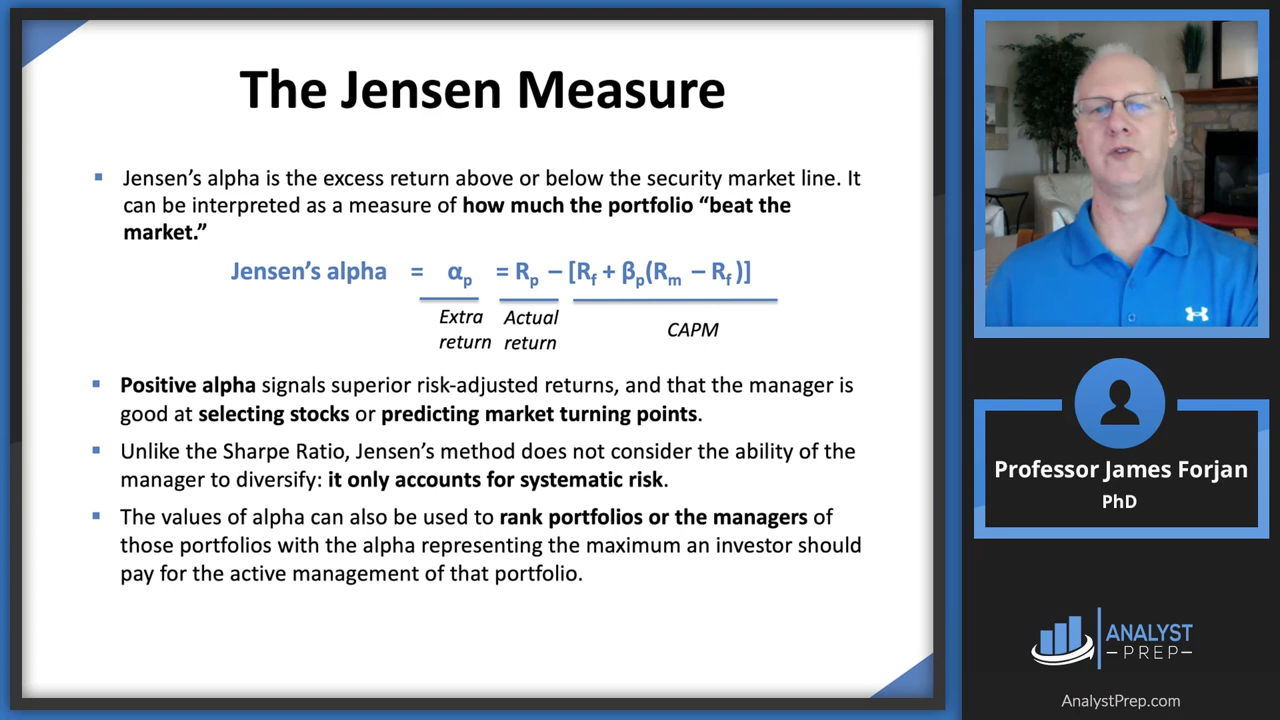 The Jensen Measure
▪ Jensen’s alpha is the excess return above or below the security market line. It
can be interpreted as a measure of how much the portfolio “beat the
market.”
Jensen’s alpha = αp = Rp − [Rf + βp(Rm − Rf )]
Extra return
Actual return
CAPM
▪ Positive alpha signals superior risk-adjusted returns, and that the manager is
good at selecting stocks or predicting market turning points.
▪ Unlike the Sharpe Ratio, Jensen’s method does not consider the ability of the
manager to diversify: it only accounts for systematic risk.
▪ The values of alpha can also be used to rank portfolios or the managers of
those portfolios with the alpha representing the maximum an investor should
pay for the active management of that portfolio.
Professor James Forjan
PhD
ANALYST
–PREP–
AnalystPrep.com